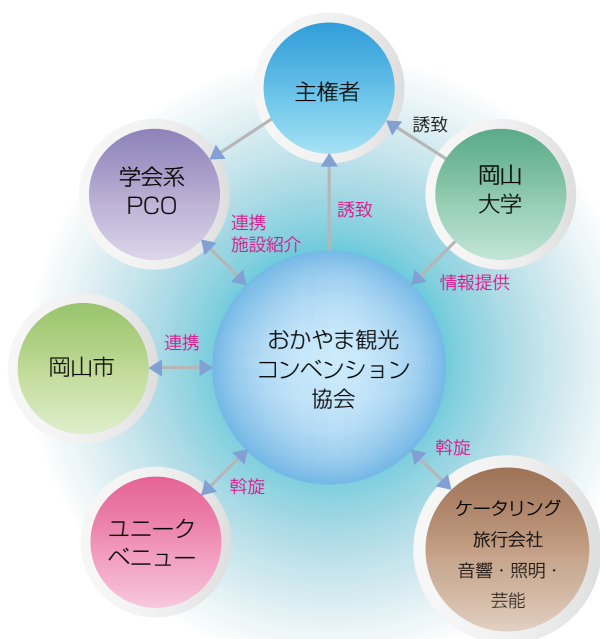 主権者
誘致
学会系
PCO
岡山
大学
連携
施設紹介
誘致
情報提供
岡山市
連携
おかやま観光
コンベンション
協会
斡旋
斡旋
ユニーク
ベニュー
ケータリング
旅行会社
音響・照明・
芸能